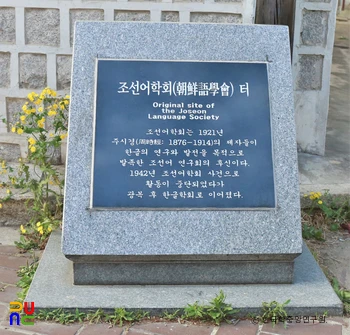 조선어학회(朝鮮語學會) 터
Original site of
the Joseon
Language Society
조선어학회는 1921년
주시경(周時經: 1876-1914)의 제자들이
한글의 연구와 발전을 목적으로
발족한 조선어 연구회의 후신이다.
1942년 조선어학회 사건으로
활동이 중단되었다가
광복 후 한글학회로 이어졌다.